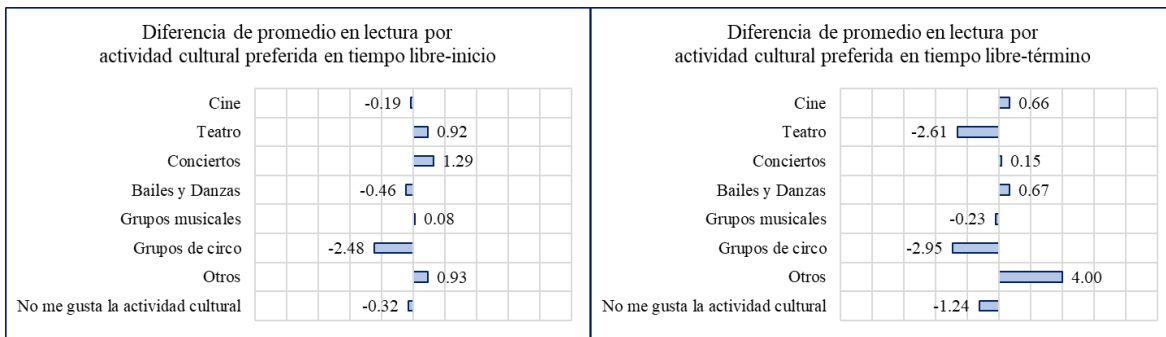 Diferencia de promedio en lectura por
actividad cultural preferida en tiempo libre-inicio
Cine -0.19
Teatro 0.92
Conciertos 1.29
Bailes y Danzas -0.46
Grupos musicales 0.08
Grupos de circo -2.48
Otros 0.93
No me gusta la actividad cultural -0.32
Diferencia de promedio en lectura por
actividad cultural preferida en tiempo libre-término
Cine 0.66
Teatro -2.61
Conciertos 0.15
Bailes y Danzas 0.67
Grupos musicales -0.23
Grupos de circo -2.95
Otros 4.00
No me gusta la actividad cultural -1.24